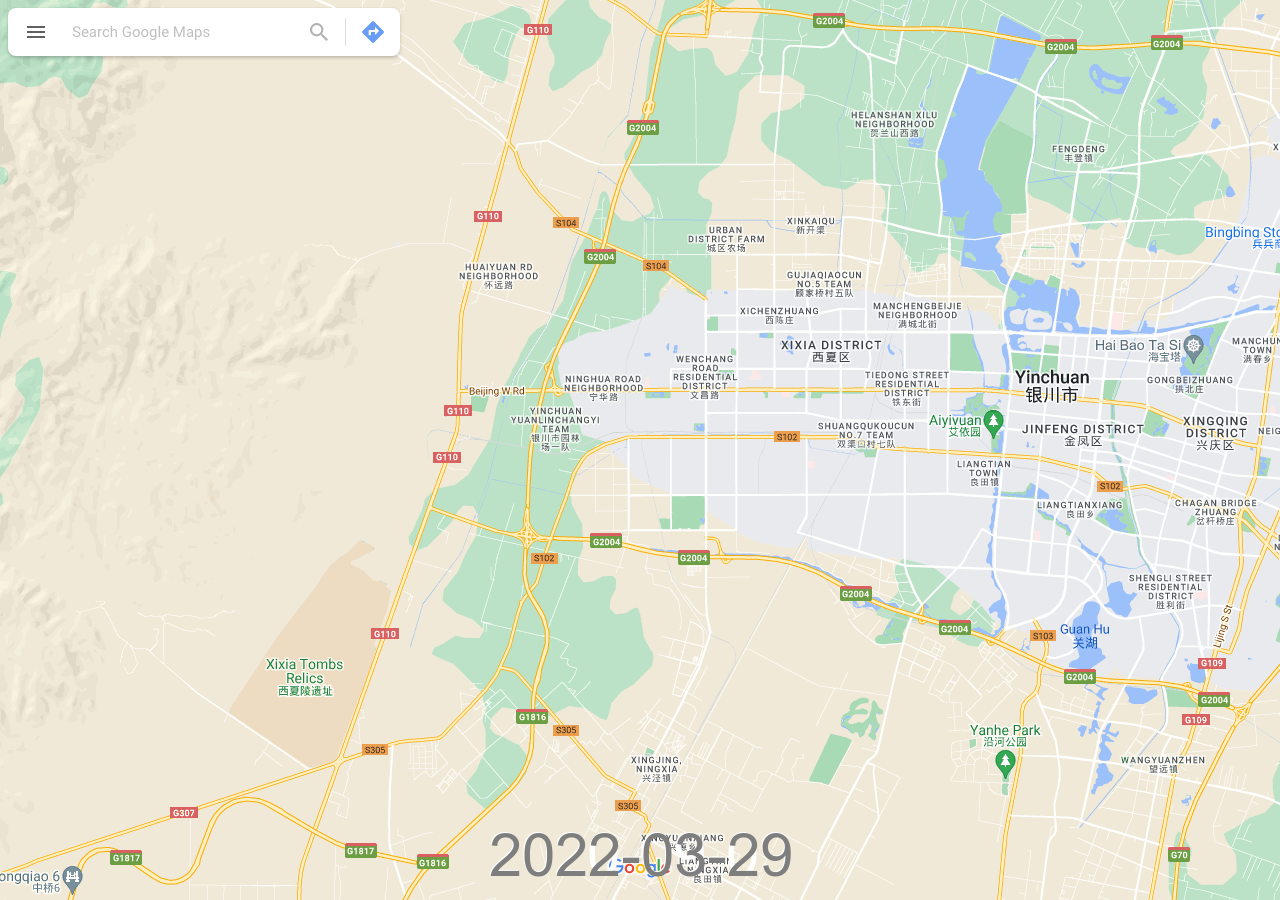 Search Google Maps
G110
G2004
G2004
G2004
G2004
HELANSHAN XILU
NEIGHBORHOOD
贺兰山西路
FENGDENG
丰登镇
G110
S104
XINKAIQU
新开渠
URBAN
DISTRICT FARM
城区农场
Bingbing Sto
兵兵商
G2004
S104
HUAIYUAN RD
NEIGHBORHOOD
怀远路
GUJIAQIAOCUN
NO.5 TEAM
顾家桥村五队
XICHENZHUANG
西陈庄
MANCHENGBEIJIE
NEIGHBORHOOD
满城北街
XIXIA DISTRICT
西夏区
Hai Bao Ta Si
海宝塔
MANCHUN
TOWN
满春乡
WENCHANG
ROAD
RESIDENTIAL
DISTRICT
文昌路
NINGHUA ROAD
NEIGHBORHOOD
宁华路
TIEDONG STREET
RESIDENTIAL
DISTRICT
铁东街
Yinchuan
银川市
GONGBEIZHUANG
拱北庄
Beijing W Rd
G110
YINCHUAN
YUANLINCHANGYI
TEAM
银川市园林
场一队
SHUANGQUKOUCUN
NO.7 TEAM
双渠口村七队
Aiyiyuan
艾依园
JINFENG DISTRICT
金凤区
XINGQING
DISTRICT
兴庆区
NEIG
S102
G110
LIANGTIAN
TOWN
良田镇
S102
LIANGTIANXIANG
良田乡
CHAGAN BRIDGE
ZHUANG
岔杆桥庄
G2004
S102
G2004
G2004
SHENGLI STREET
RESIDENTIAL
DISTRICT
胜利街
G110
G2004
S103
Guan Hu
关湖
Lijing S St
Xixia Tombs
Relics
西夏陵遗址
G109
G2004
G2004
G1816
S305
G109
Yanhe Park
沿河公园
S305
XINGJING,
NINGXIA
兴泾镇
WANGYUANZHEN
望远镇
G307
S305
G1817
G1817
G1816
G70
ongqiao 6
中桥6
2022-03-29
Google
良田镇